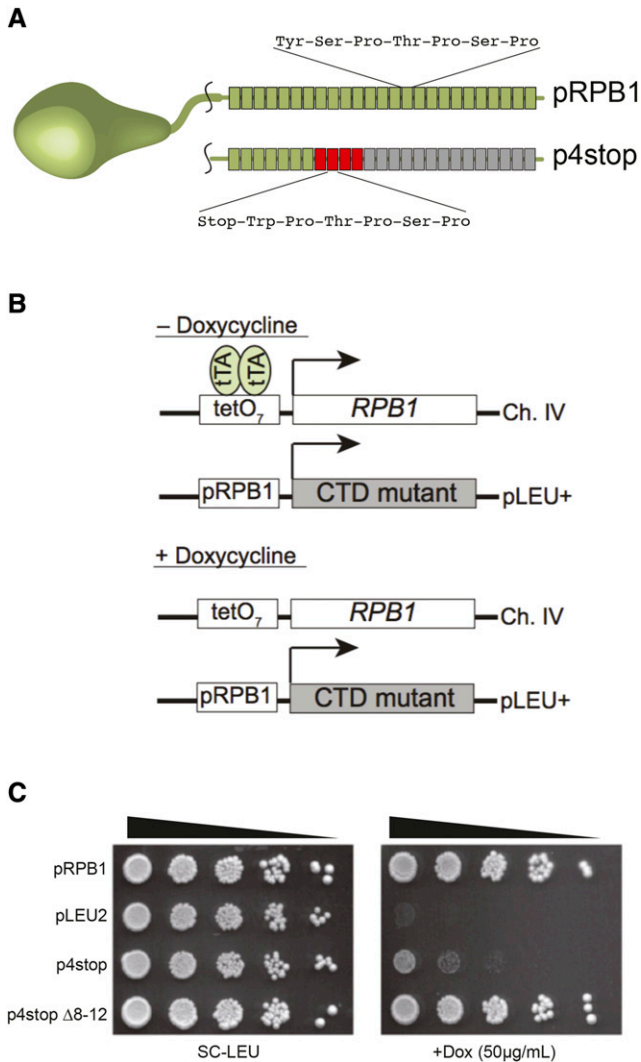 A
Tyr-Ser-Pro-Thr-Pro-Ser-Pro
pRPB1
p4stop
Stop-Trp-Pro-Thr-Pro-Ser-Pro
B
– Doxycycline
tTA tTA
tetO7 RPB1 Ch. IV
pRPB1 CTD mutant pLEU+
+ Doxycycline
tetO7 RPB1 Ch. IV
pRPB1 CTD mutant pLEU+
C
pRPB1
pLEU2
p4stop
p4stop Δ8-12
SC-LEU +Dox (50µg/mL)